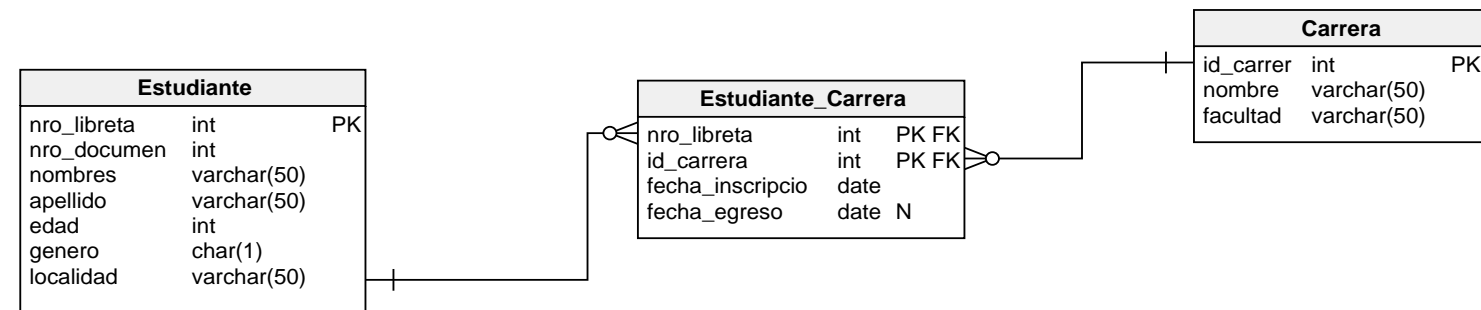 Estudiante
nro_libreta int PK
nro_documen int
nombres varchar(50)
apellido varchar(50)
edad int
genero char(1)
localidad varchar(50)
Estudiante_Carrera
nro_libreta int PK FK
id_carrera int PK FK
fecha_inscripcio date
fecha_egreso date N
Carrera
id_carrer int PK
nombre varchar(50)
facultad varchar(50)